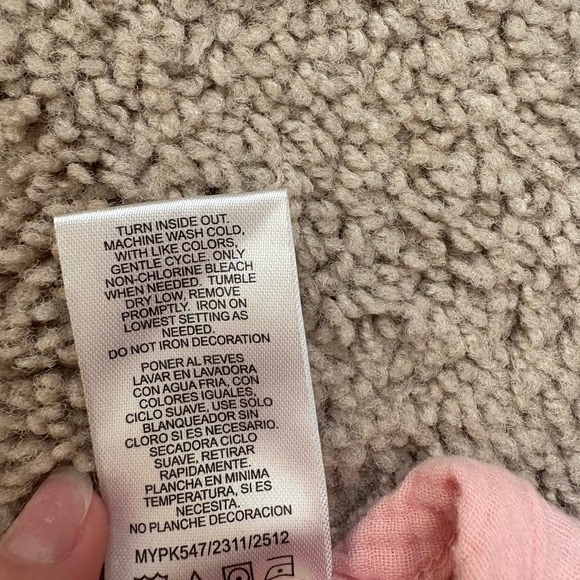 TURN INSIDE OUT.
MACHINE WASH COLD,
WITH LIKE COLORS,
GENTLE CYCLE. ONLY
NON-CHLORINE BLEACH
WHEN NEEDED. TUMBLE
DRY LOW, REMOVE
PROMPTLY. IRON ON
LOWEST SETTING AS
NEEDED.
DO NOT IRON DECORATION
PONER AL REVES
LAVAR EN LAVADORA
CON AGUA FRIA, CON
COLORES IGUALES,
CICLO SUAVE, USE SOLO
BLANQUEADOR SIN
CLORO SI ES NECESARIO.
SECADORA CICLO
SUAVE, RETIRAR
RAPIDAMENTE.
PLANCHA EN MINIMA
TEMPERATURA, SI ES
NECESITA.
NO PLANCHE DECORACION
MYPK547/2311/2512